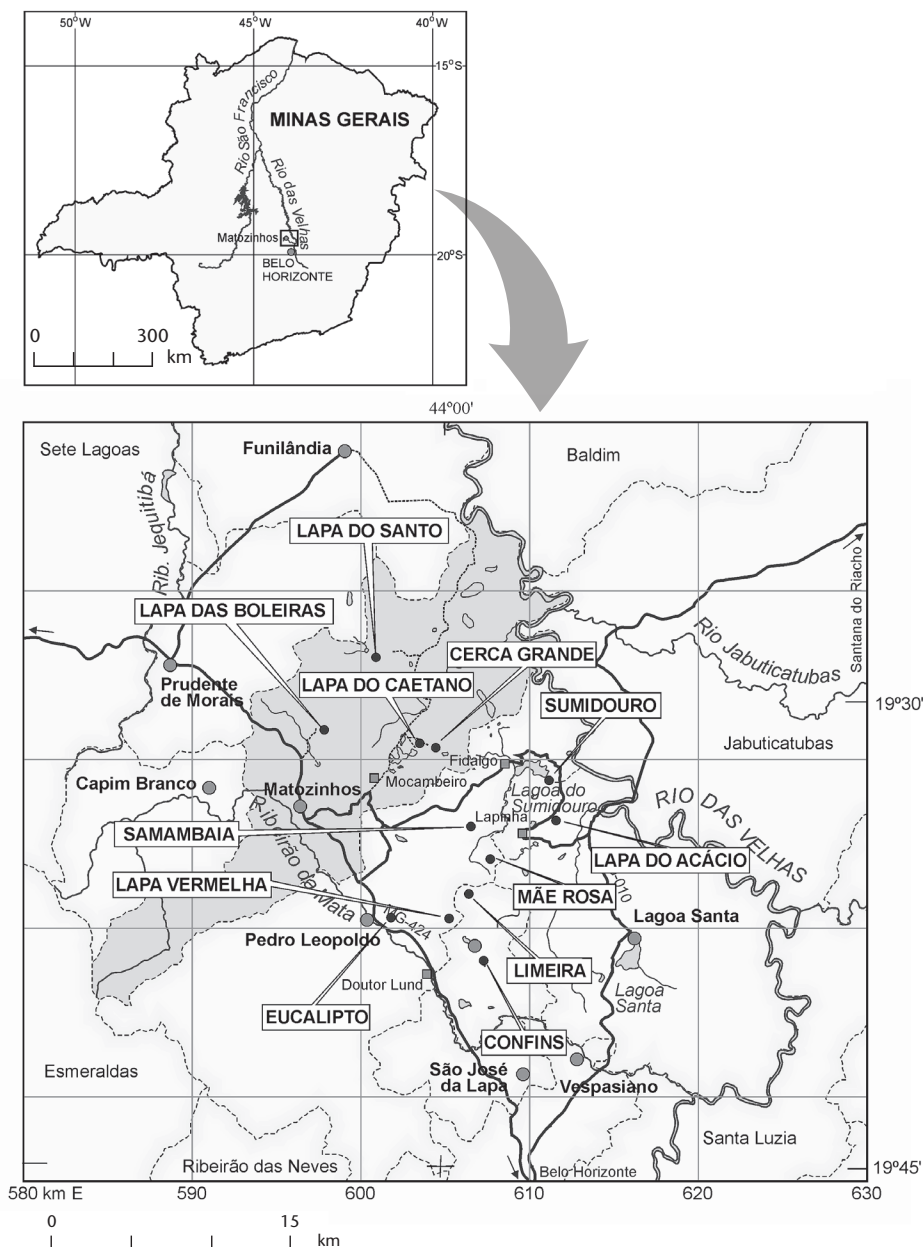 50°W
45°W
40°W
15°S
Rio São Francisco
MINAS GERAIS
Rio das Velhas
Matozinhos
20°S
BELO
HORIZONTE
0
300
km
44°00'
Sete Lagoas
Funilândia
Baldim
Rib. Jequitibá
LAPA DO SANTO
Santana do Riacho
LAPA DAS BOLEIRAS
Rio Jabuticatubas
CERCA GRANDE
LAPA DO CAETANO
Prudente
de Morais
SUMIDOURO
19°30'
Jabuticatubas
Fidalgo
Capim Branco
Mocambeiro
Matozinhos
Lagoa do
Sumidouro
RIO DAS VELHAS
Lapinha
SAMAMBAIA
Ribeirão da Mata
LAPA DO ACÁCIO
LAPA VERMELHA
MÃE ROSA
010
MG-424
Lagoa Santa
Pedro Leopoldo
LIMEIRA
Doutor Lund
Lagoa
Santa
EUCALIPTO
CONFINS
Esmeraldas
São José
da Lapa
Vespasiano
Santa Luzia
Ribeirão das Neves
Belo Horizonte
19°45'
580 km E
590
600
610
620
630
0
15
km